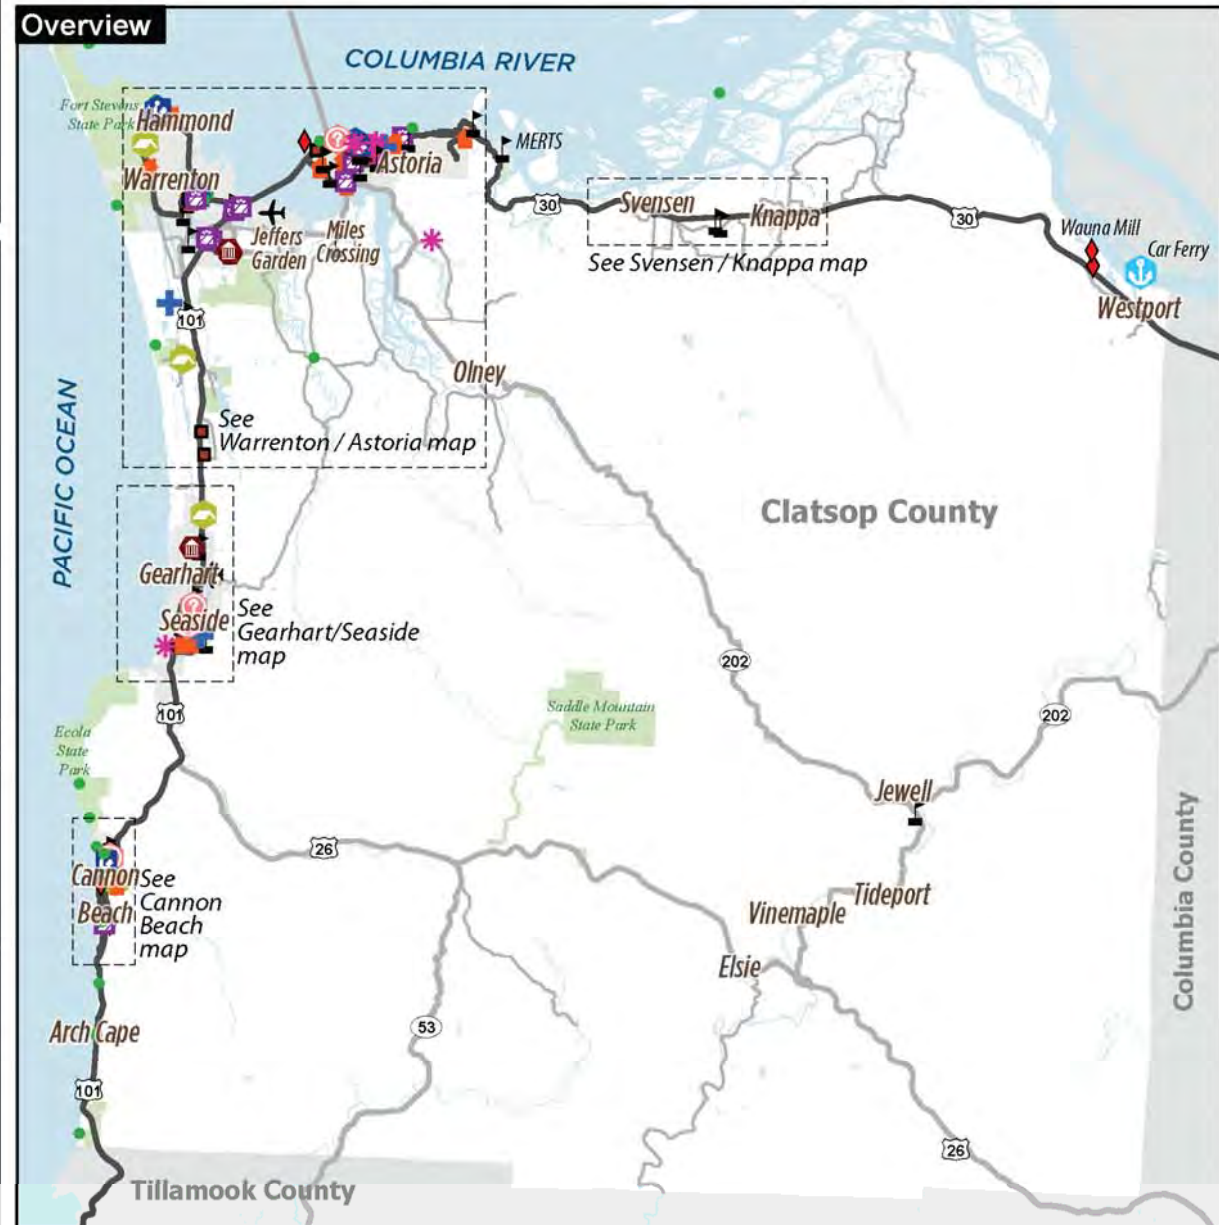 Overview
COLUMBIA RIVER
Fort Stevens
State Park
Hammond
MERTS
Astoria
Warrenton
30
Svensen
Knappa
30
Jeffers
Garden
Miles
Crossing
Wauna Mill
Car Ferry
See Svensen / Knappa map
Westport
101
Olney
See
Warrenton / Astoria map
PACIFIC OCEAN
Clatsop County
Gearhart
Seaside
See
Gearhart/Seaside
map
202
101
Saddle Mountain
State Park
202
Ecola
State
Park
Jewell
26
Cannon
Beach
See
Cannon
Beach
map
Tideport
Vinemaple
Columbia County
Elsie
53
Arch Cape
101
26
Tillamook County